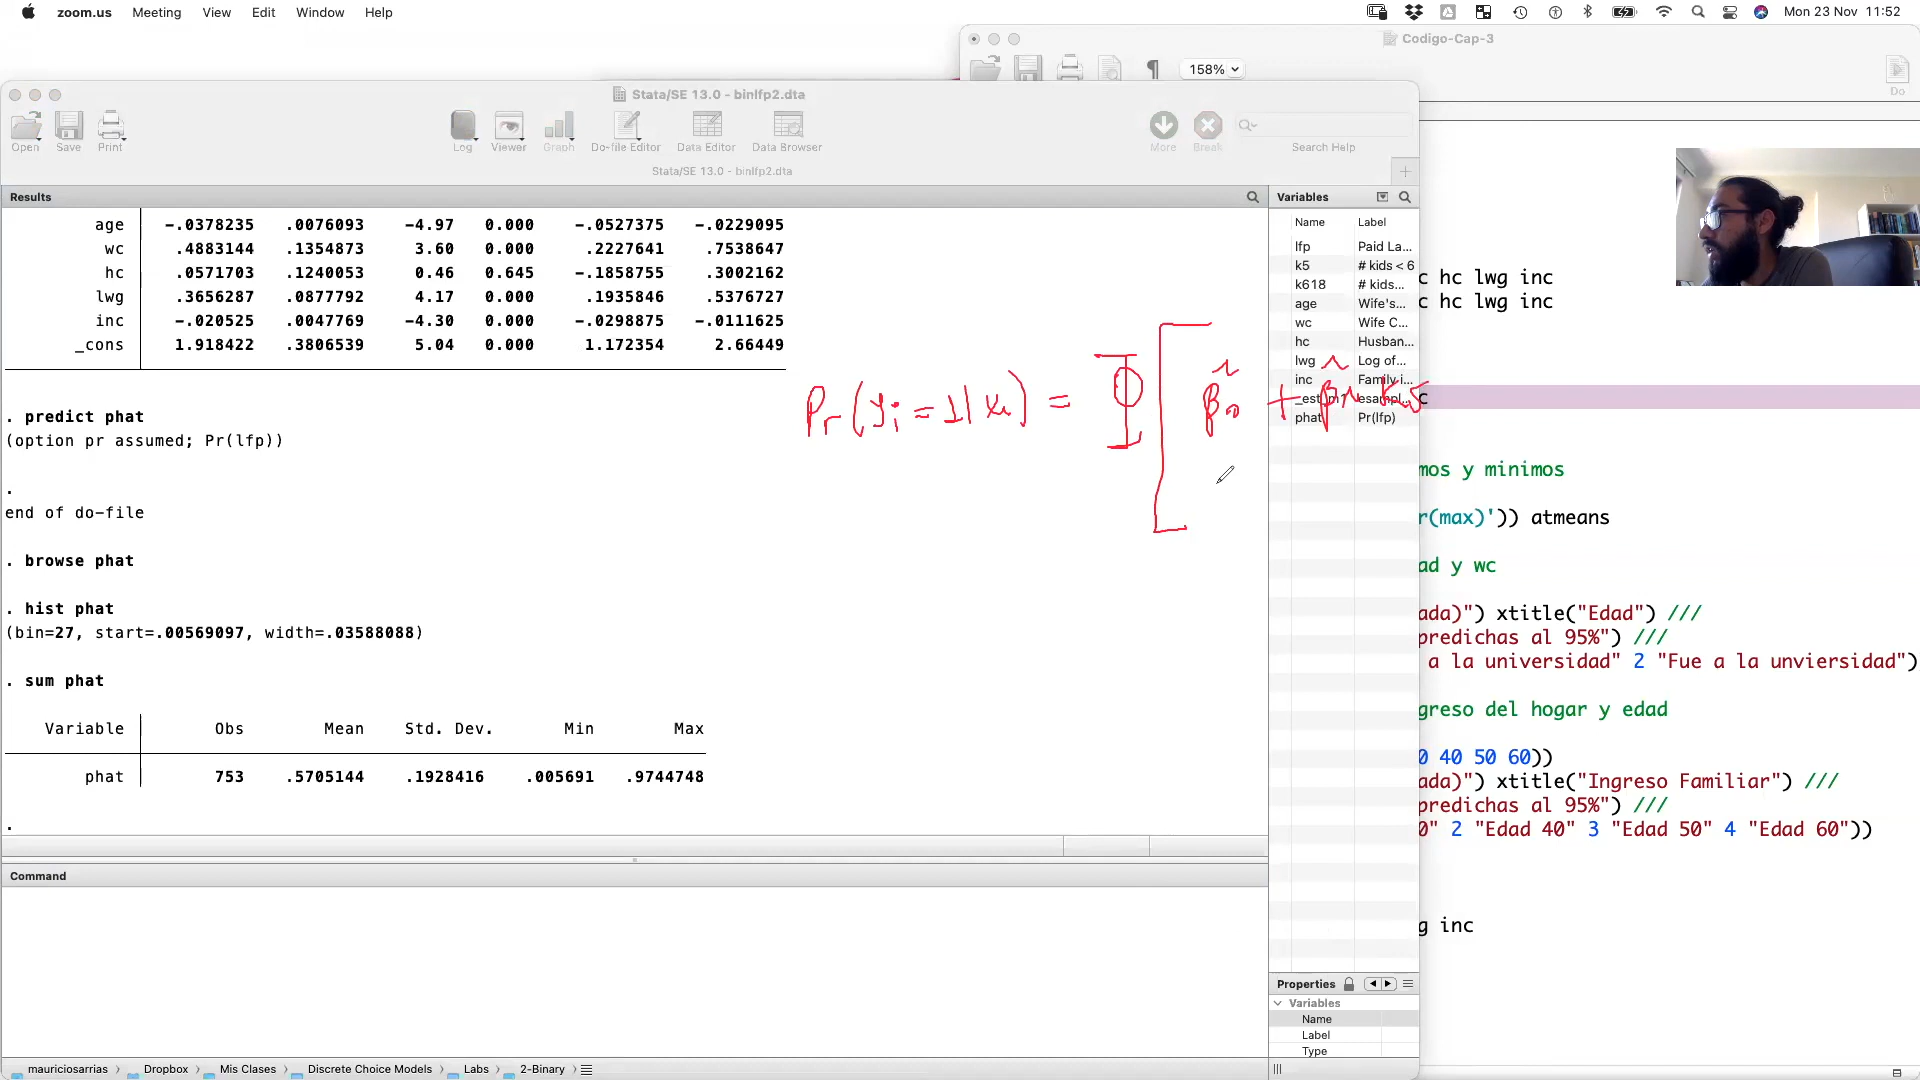 zoom.us Meeting View Edit Window Help Mon 23 Nov 11:52
Codigo-Cap-3
158%
Do
Stata/SE 13.0 - binlfp2.dta
Open Save Print Log Viewer Graph Do-file Editor Data Editor Data Browser More Break Search Help
Stata/SE 13.0 - binlfp2.dta
Results
age -.0378235 .0076093 -4.97 0.000 -.0527375 -.0229095
wc .4883144 .1354873 3.60 0.000 .2227641 .7538647
hc .0571703 .1240053 0.46 0.645 -.1858755 .3002162
lwg .3656287 .0877792 4.17 0.000 .1935846 .5376727
inc -.020525 .0047769 -4.30 0.000 -.0298875 -.0111625
_cons 1.918422 .3806539 5.04 0.000 1.172354 2.66449
. predict phat
(option pr assumed; Pr(lfp))
.
end of do-file
. browse phat
. hist phat
(bin=27, start=.00569097, width=.03588088)
. sum phat
Variable Obs Mean Std. Dev. Min Max
phat 753 .5705144 .1928416 .005691 .9744748
.
Pr(yi = 1 | xi) = Φ[ β̂0 + β̂1 k5
Command
Variables
Name Label
lfp Paid La...
k5 # kids < 6
k618 # kids...
age Wife's...
wc Wife C...
hc Husban...
lwg Log of...
inc Family i...
_est_m1 esampl...
phat Pr(lfp)
Properties
Variables
Name
Label
Type
c hc lwg inc
c hc lwg inc
c
mos y minimos
r(max)')) atmeans
ad y wc
ada)") xtitle("Edad") ///
predichas al 95%") ///
a la universidad" 2 "Fue a la unviersidad")
greso del hogar y edad
0 40 50 60))
ada)") xtitle("Ingreso Familiar") ///
predichas al 95%") ///
0" 2 "Edad 40" 3 "Edad 50" 4 "Edad 60"))
g inc
mauriciosarrias Dropbox Mis Clases Discrete Choice Models Labs 2-Binary